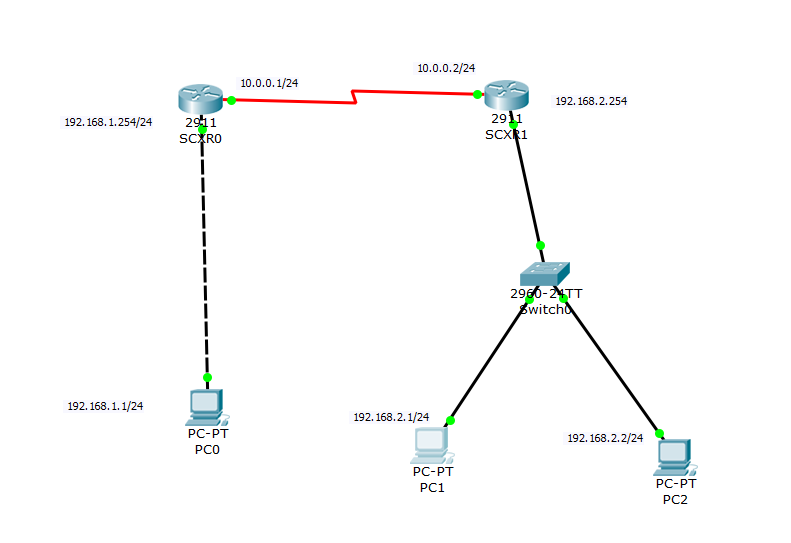 10.0.0.2/24
10.0.0.1/24
192.168.2.254
192.168.1.254/24
2911
SCXR0
2911
SCXR1
2960-24TT
Switch0
192.168.1.1/24
192.168.2.1/24
192.168.2.2/24
PC-PT
PC0
PC-PT
PC1
PC-PT
PC2